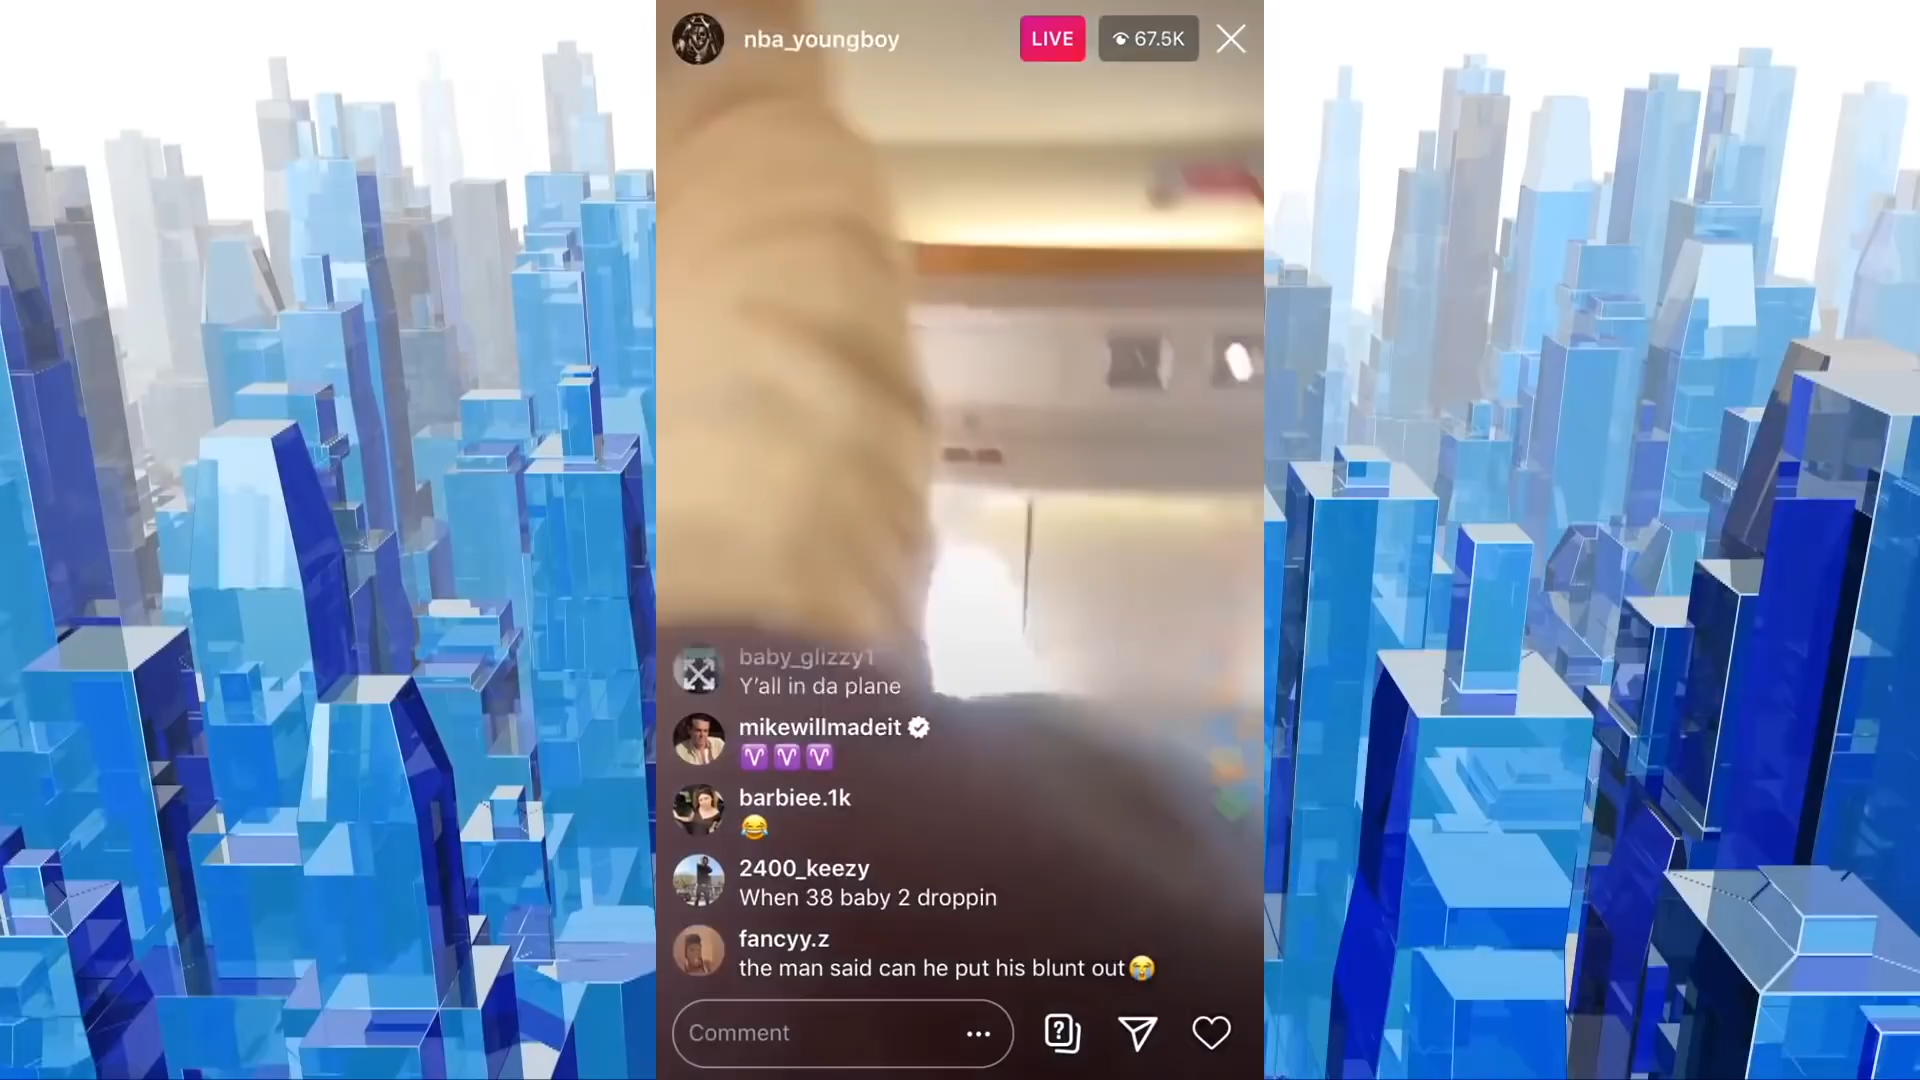 nba_youngboy
LIVE
67.5K
baby_glizzy1
Y’all in da plane
mikewillmadeit
♈♈♈
barbiee.1k
😂
2400_keezy
When 38 baby 2 droppin
fancyy.z
the man said can he put his blunt out😭
Comment